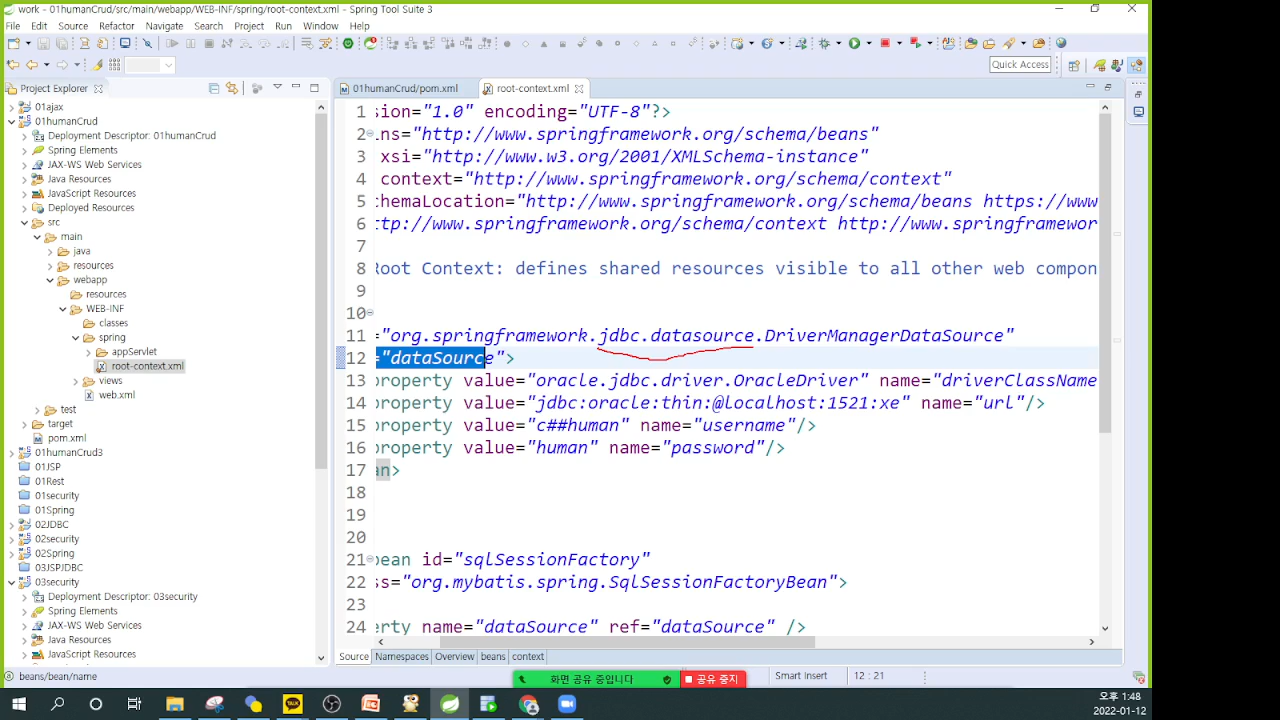 work - 01humanCrud/src/main/webapp/WEB-INF/spring/root-context.xml - Spring Tool Suite 3
File Edit Source Refactor Navigate Search Project Run Window Help
Quick Access
Project Explorer
01ajax
01humanCrud
Deployment Descriptor: 01humanCrud
Spring Elements
JAX-WS Web Services
Java Resources
JavaScript Resources
Deployed Resources
src
main
java
resources
webapp
resources
WEB-INF
classes
spring
appServlet
root-context.xml
views
web.xml
test
target
pom.xml
01humanCrud3
01JSP
01Rest
01security
01Spring
02JDBC
02security
02Spring
03JSPJDBC
03security
Deployment Descriptor: 03security
Spring Elements
JAX-WS Web Services
Java Resources
JavaScript Resources
01humanCrud/pom.xml root-context.xml
1 sion="1.0" encoding="UTF-8"?>
2 ns="http://www.springframework.org/schema/beans"
3 xsi="http://www.w3.org/2001/XMLSchema-instance"
4 context="http://www.springframework.org/schema/context"
5 chemaLocation="http://www.springframework.org/schema/beans https://www
6 ttp://www.springframework.org/schema/context http://www.springframewor
7
8 Root Context: defines shared resources visible to all other web compon
9
10
11 ="org.springframework.jdbc.datasource.DriverManagerDataSource"
12 ="dataSource">
13 property value="oracle.jdbc.driver.OracleDriver" name="driverClassName
14 property value="jdbc:oracle:thin:@localhost:1521:xe" name="url"/>
15 property value="c##human" name="username"/>
16 property value="human" name="password"/>
17 an>
18
19
20
21 bean id="sqlSessionFactory"
22 ss="org.mybatis.spring.SqlSessionFactoryBean">
23
24 erty name="dataSource" ref="dataSource" />
Source Namespaces Overview beans context
beans/bean/name
화면 공유 중입니다
공유 중지
Smart Insert
12 : 21
TALK
오후 1:48
2022-01-12